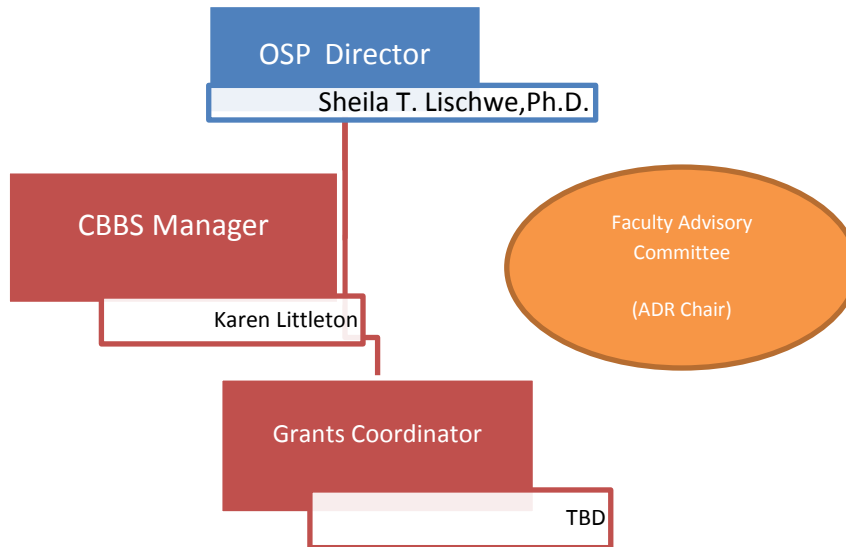 OSP  Director
Sheila T. Lischwe,Ph.D.
CBBS Manager
Karen Littleton
Faculty Advisory
Committee
(ADR Chair)
Grants Coordinator
TBD